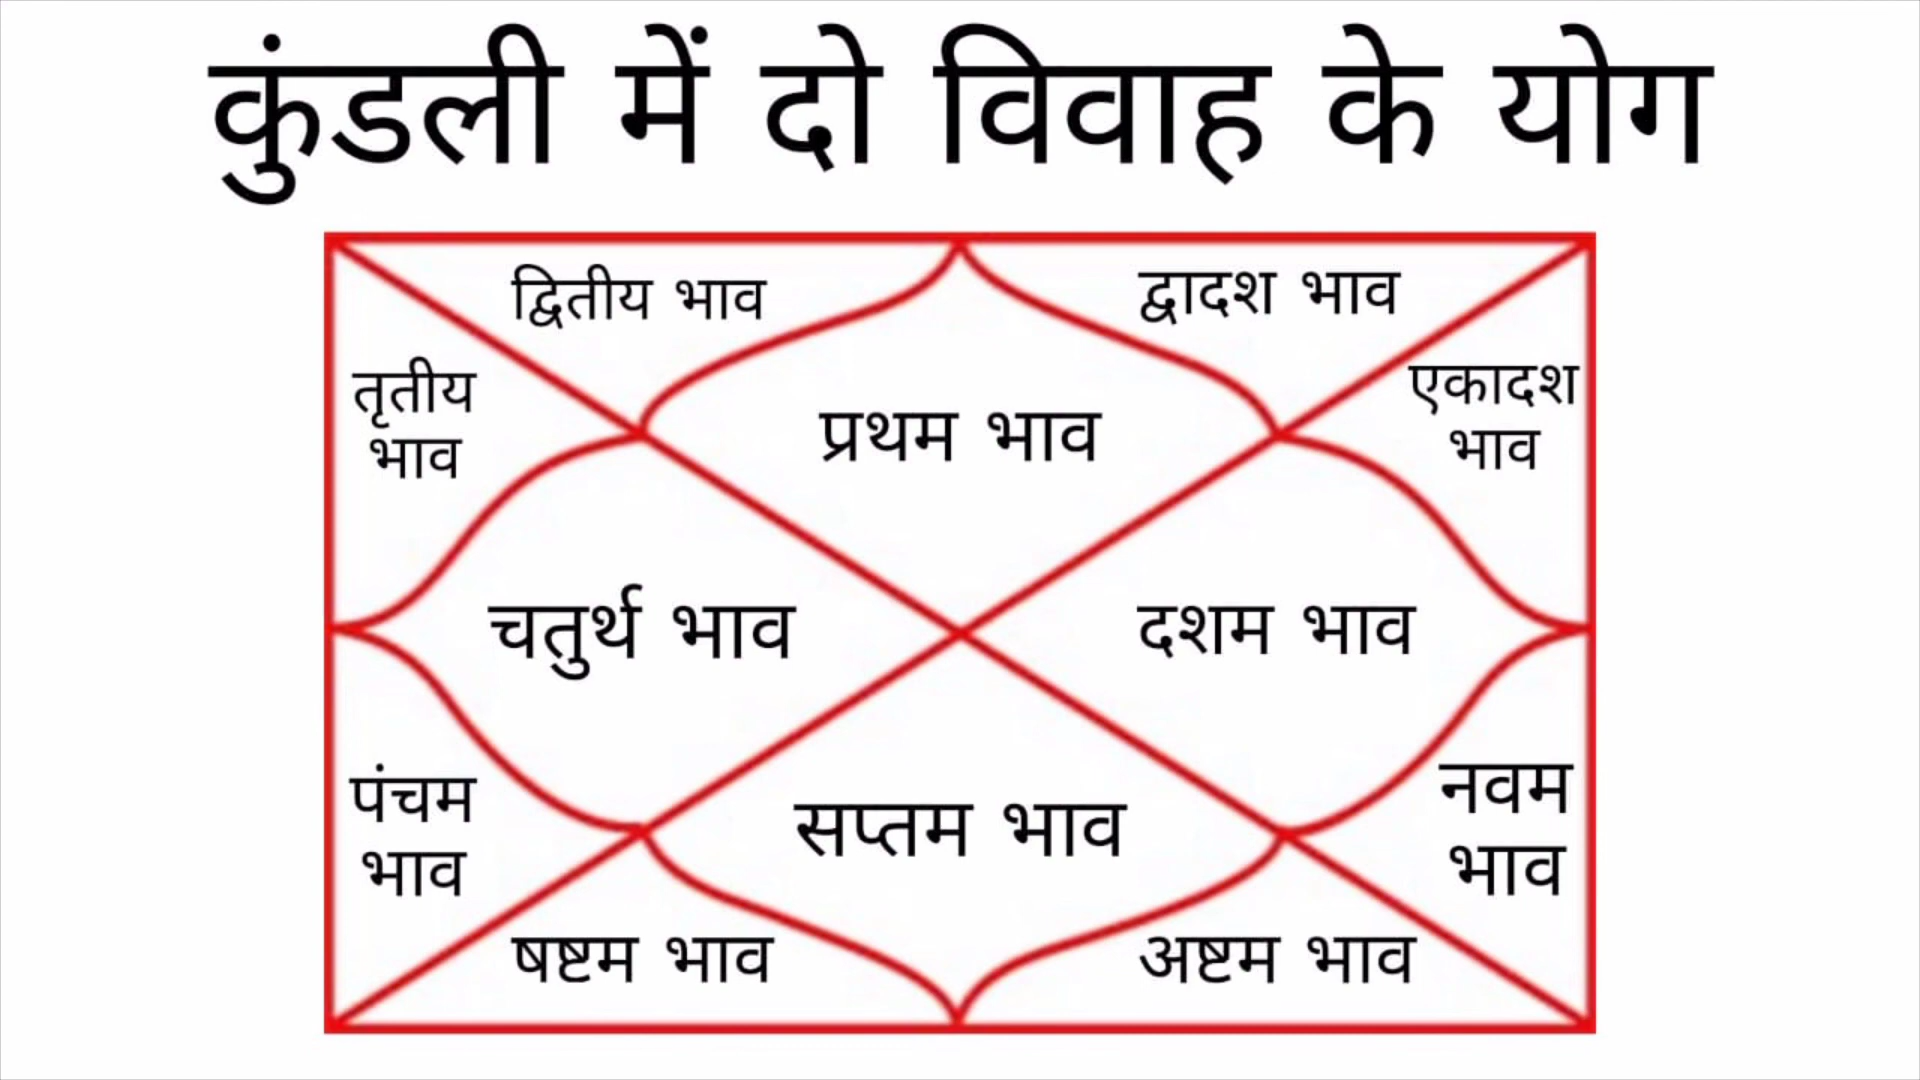 कुंडली में दो विवाह के योग
द्वितीय भाव
द्वादश भाव
तृतीय
भाव
प्रथम भाव
एकादश
भाव
चतुर्थ भाव
दशम भाव
पंचम
भाव
सप्तम भाव
नवम
भाव
षष्टम भाव
अष्टम भाव